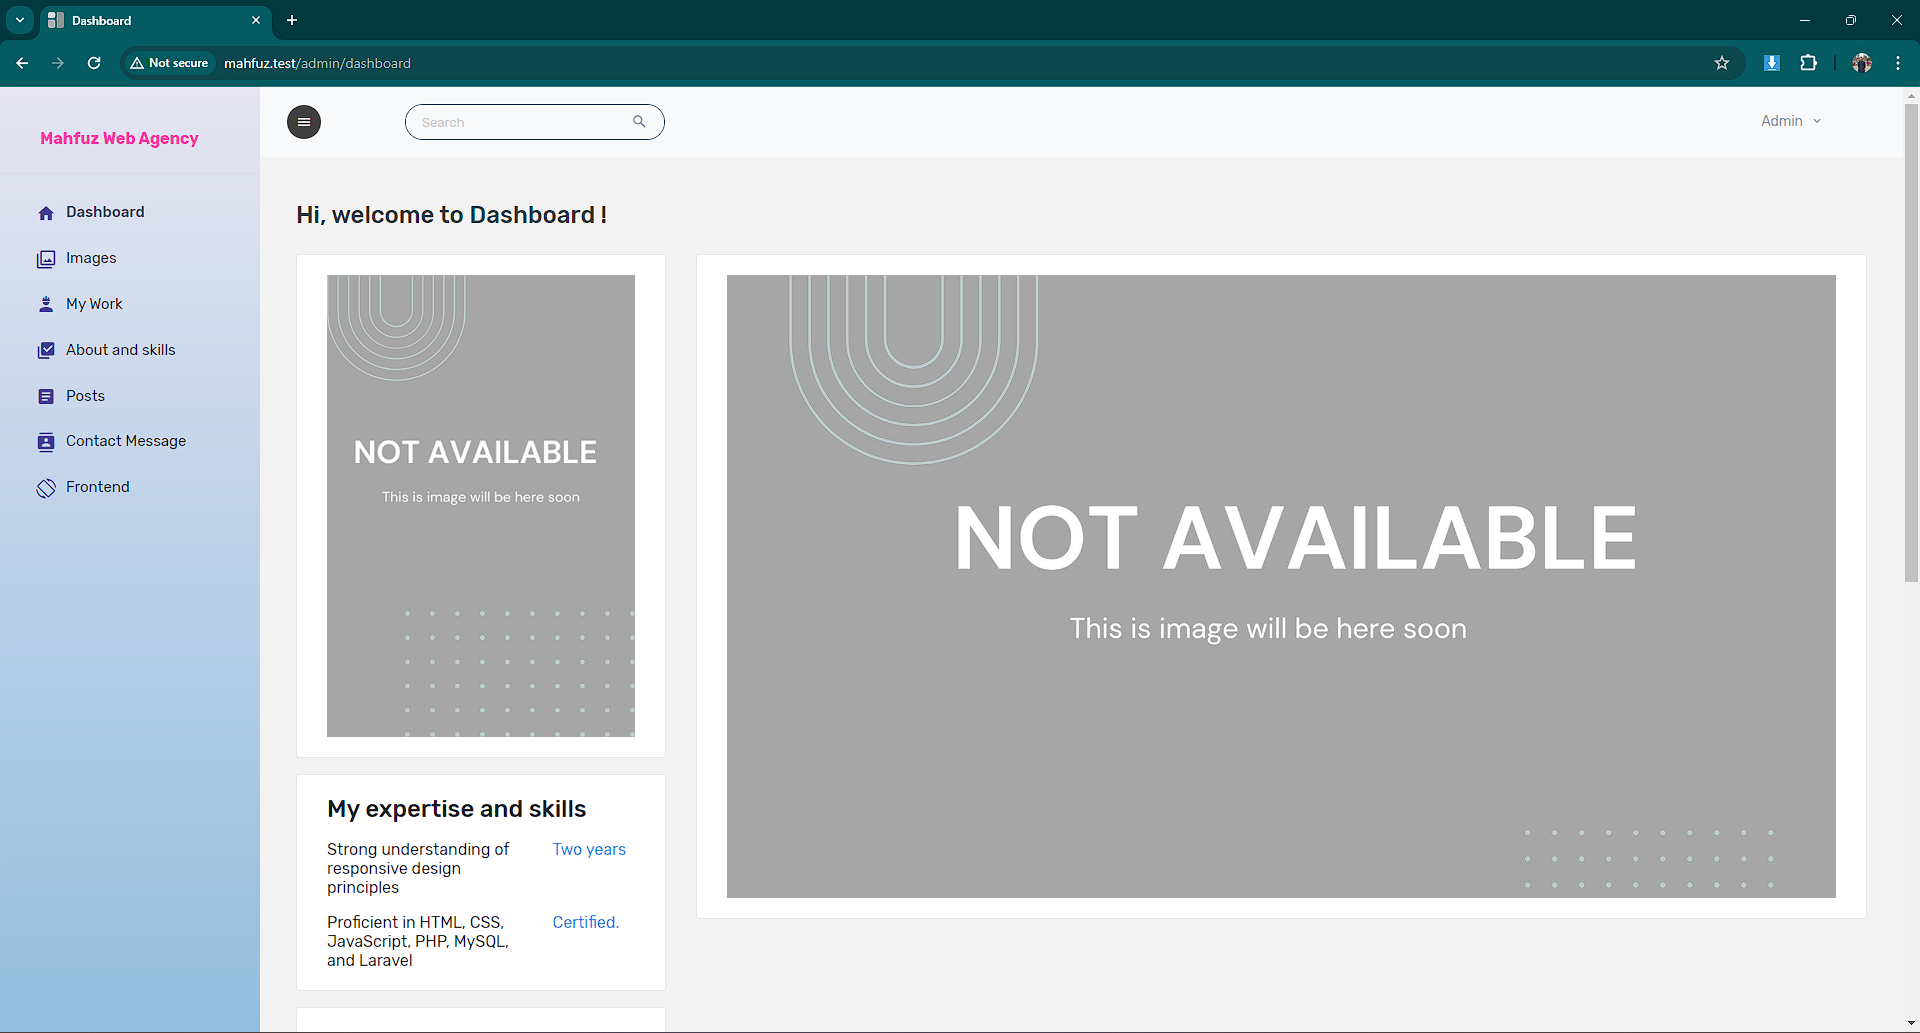 Dashboard
Not secure
mahfuz.test/admin/dashboard
Mahfuz Web Agency
Search
Admin
Dashboard
Images
My Work
About and skills
Posts
Contact Message
Frontend
Hi, welcome to Dashboard !
NOT AVAILABLE
This is image will be here soon
NOT AVAILABLE
This is image will be here soon
My expertise and skills
Strong understanding of
responsive design
principles
Two years
Proficient in HTML, CSS,
JavaScript, PHP, MySQL,
and Laravel
Certified.